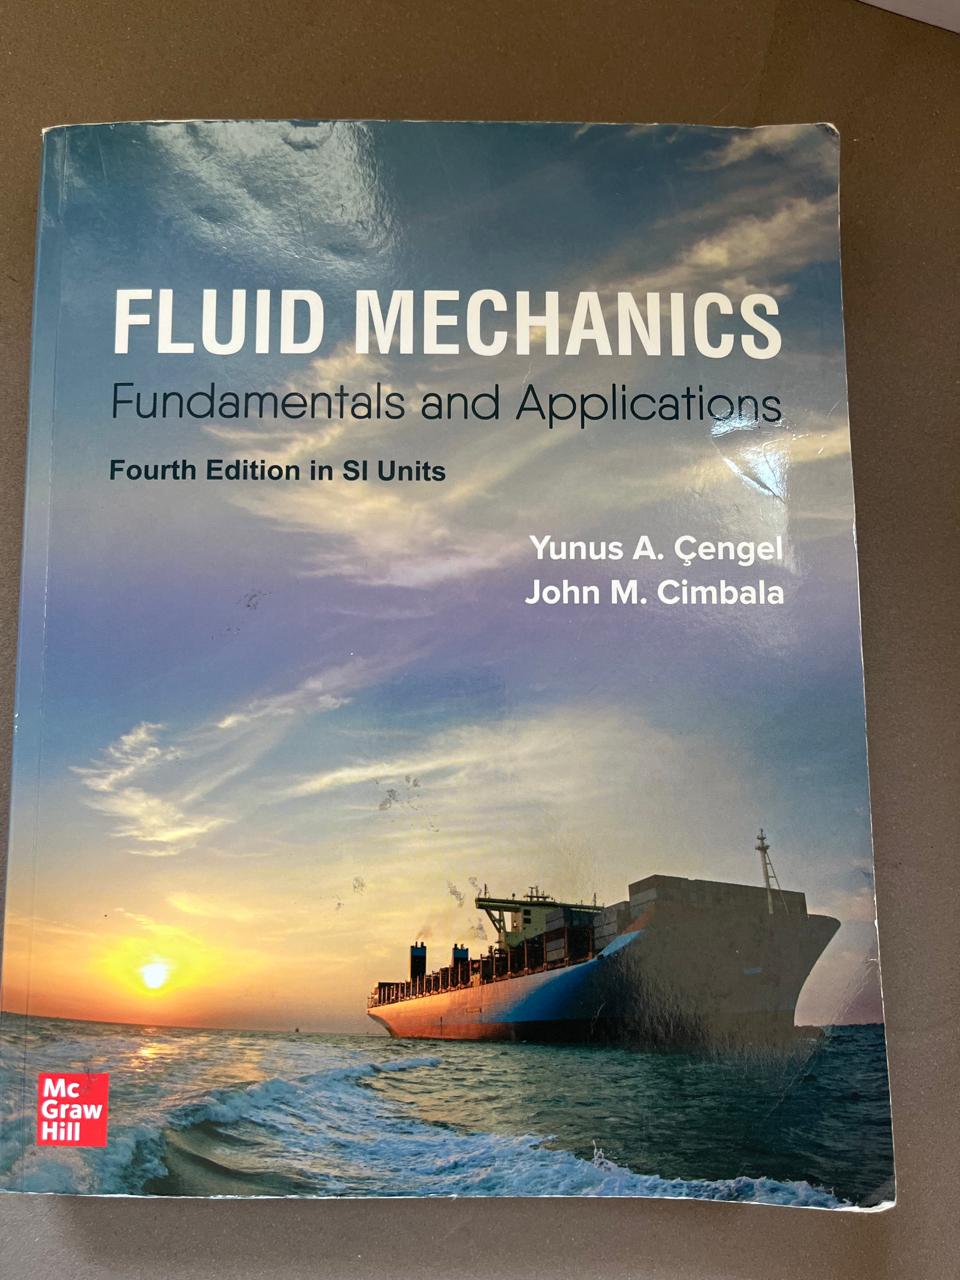 FLUID MECHANICS
Fundamentals and Applications
Fourth Edition in SI Units
Yunus A. Çengel
John M. Cimbala
Mc
Graw
Hill